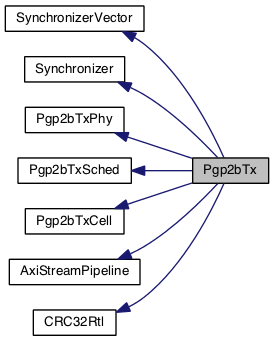 SynchronizerVector
Synchronizer
Pgp2bTxPhy
Pgp2bTxSched
Pgp2bTx
Pgp2bTxCell
AxiStreamPipeline
CRC32Rtl